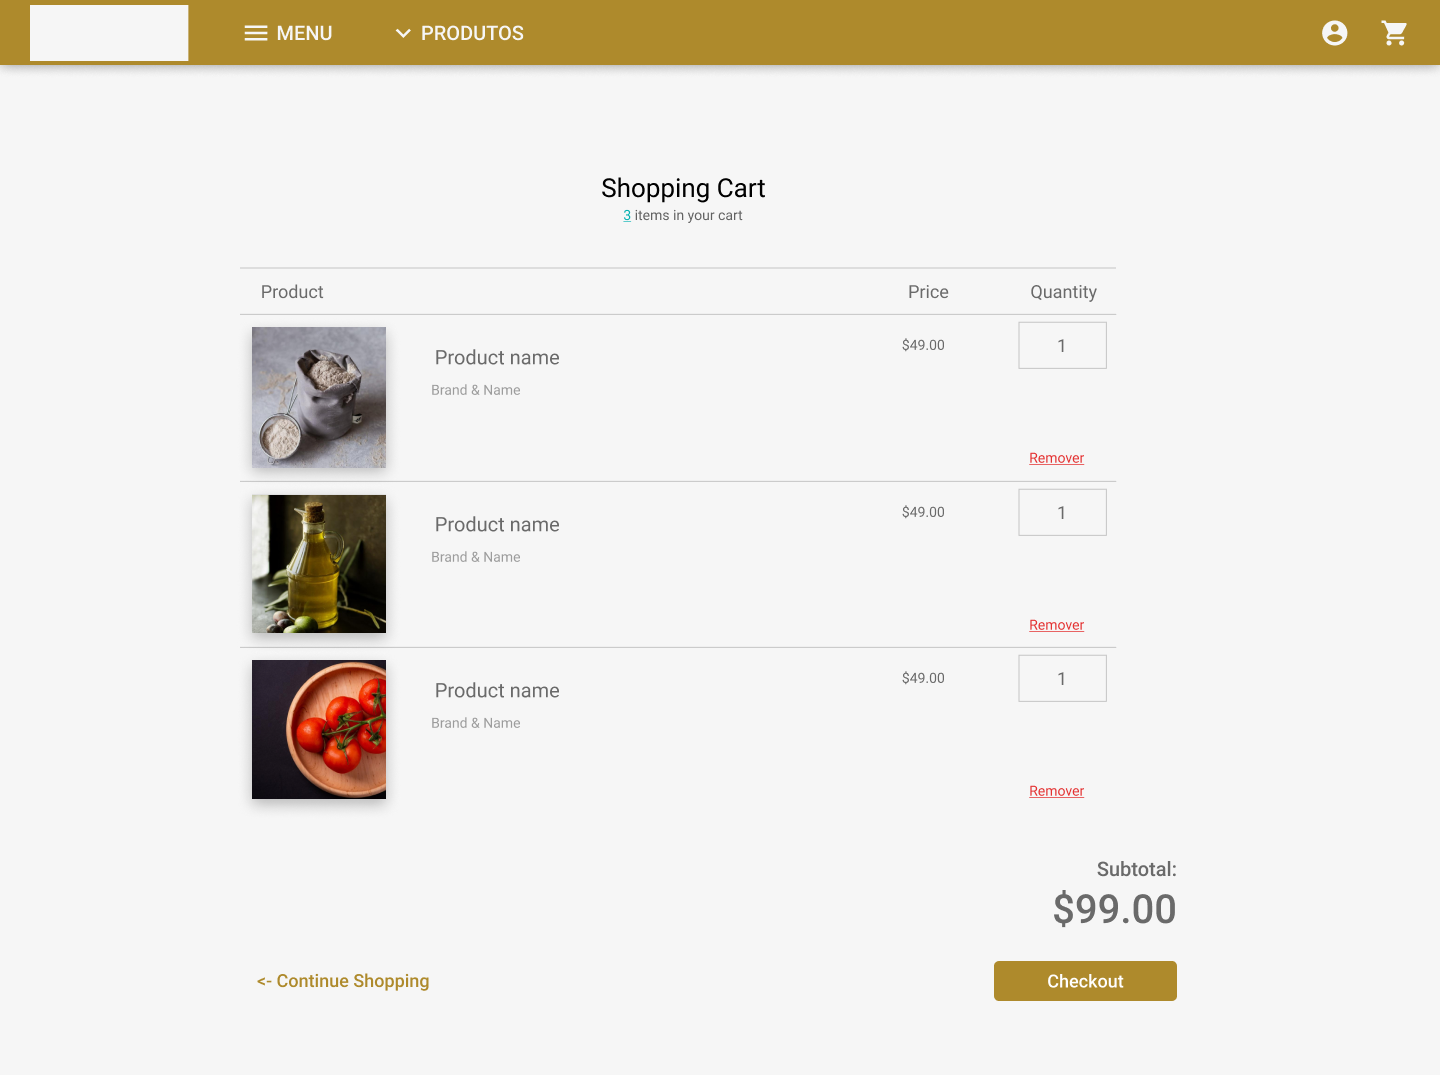 MENU
PRODUTOS
Shopping Cart
3 items in your cart
Product Price Quantity
Product name $49.00 1
Brand & Name
Remover
Product name $49.00 1
Brand & Name
Remover
Product name $49.00 1
Brand & Name
Remover
Subtotal:
$99.00
<- Continue Shopping
Checkout